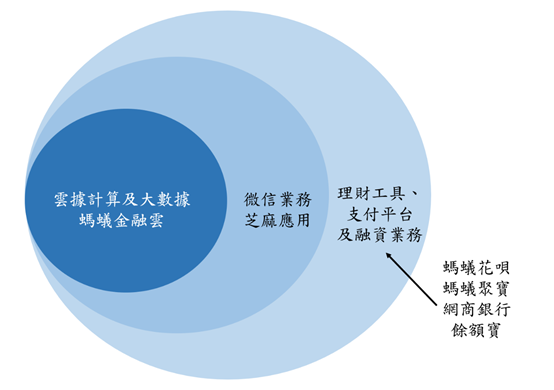 雲據計算及大數據
螞蟻金融雲
微信業務
芝麻應用
理財工具、
支付平台
及融資業務
螞蟻花唄
螞蟻聚寶
網商銀行
餘額寶